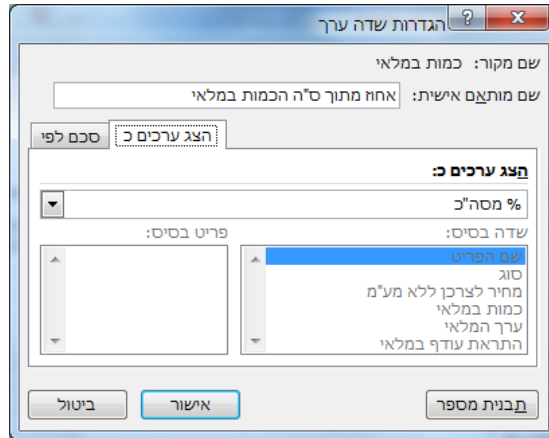 הגדרות שדה ערך
שם מקור: כמות במלאי
שם מותאם אישית: אחוז מתוך ס"ה הכמות במלאי
סכם לפי הצג ערכים כ
הצג ערכים כ:
% מסה"כ
שדה בסיס: פריט בסיס:
שם הפריט
סוג
מחיר לצרכן ללא מע"מ
כמות במלאי
ערך המלאי
התראת עודף במלאי
תבנית מספר אישור ביטול